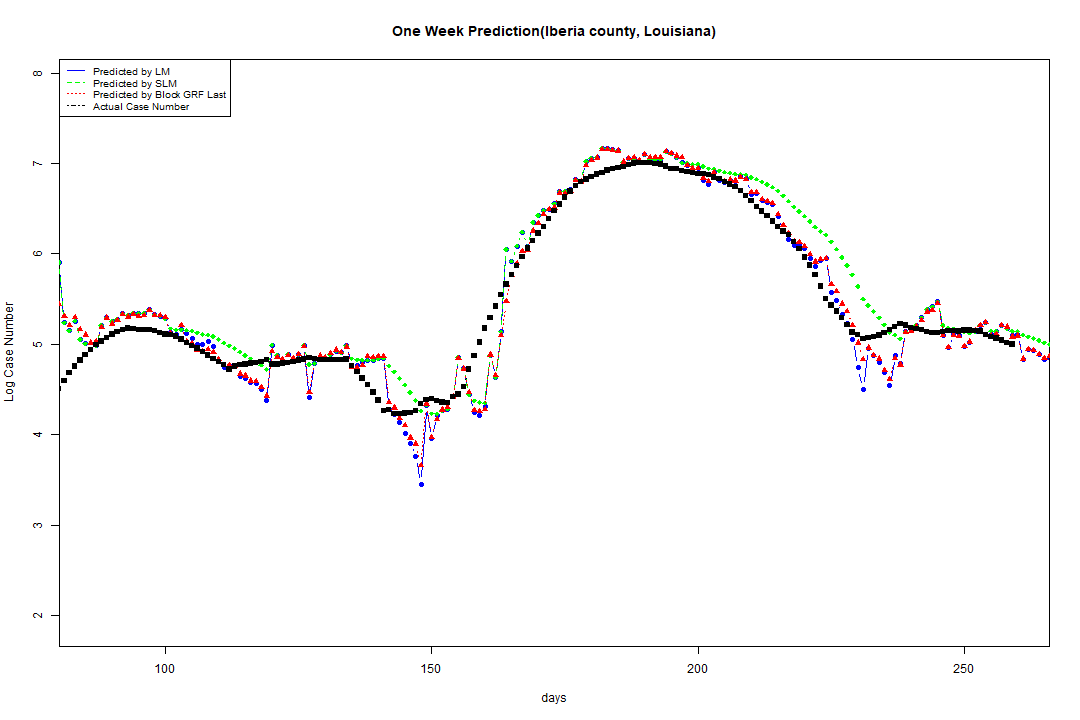 One Week Prediction(Iberia county, Louisiana)
Predicted by LM
Predicted by SLM
Predicted by Block GRF Last
Actual Case Number
8
7
6
5
4
3
2
Log Case Number
100 150 200 250
days